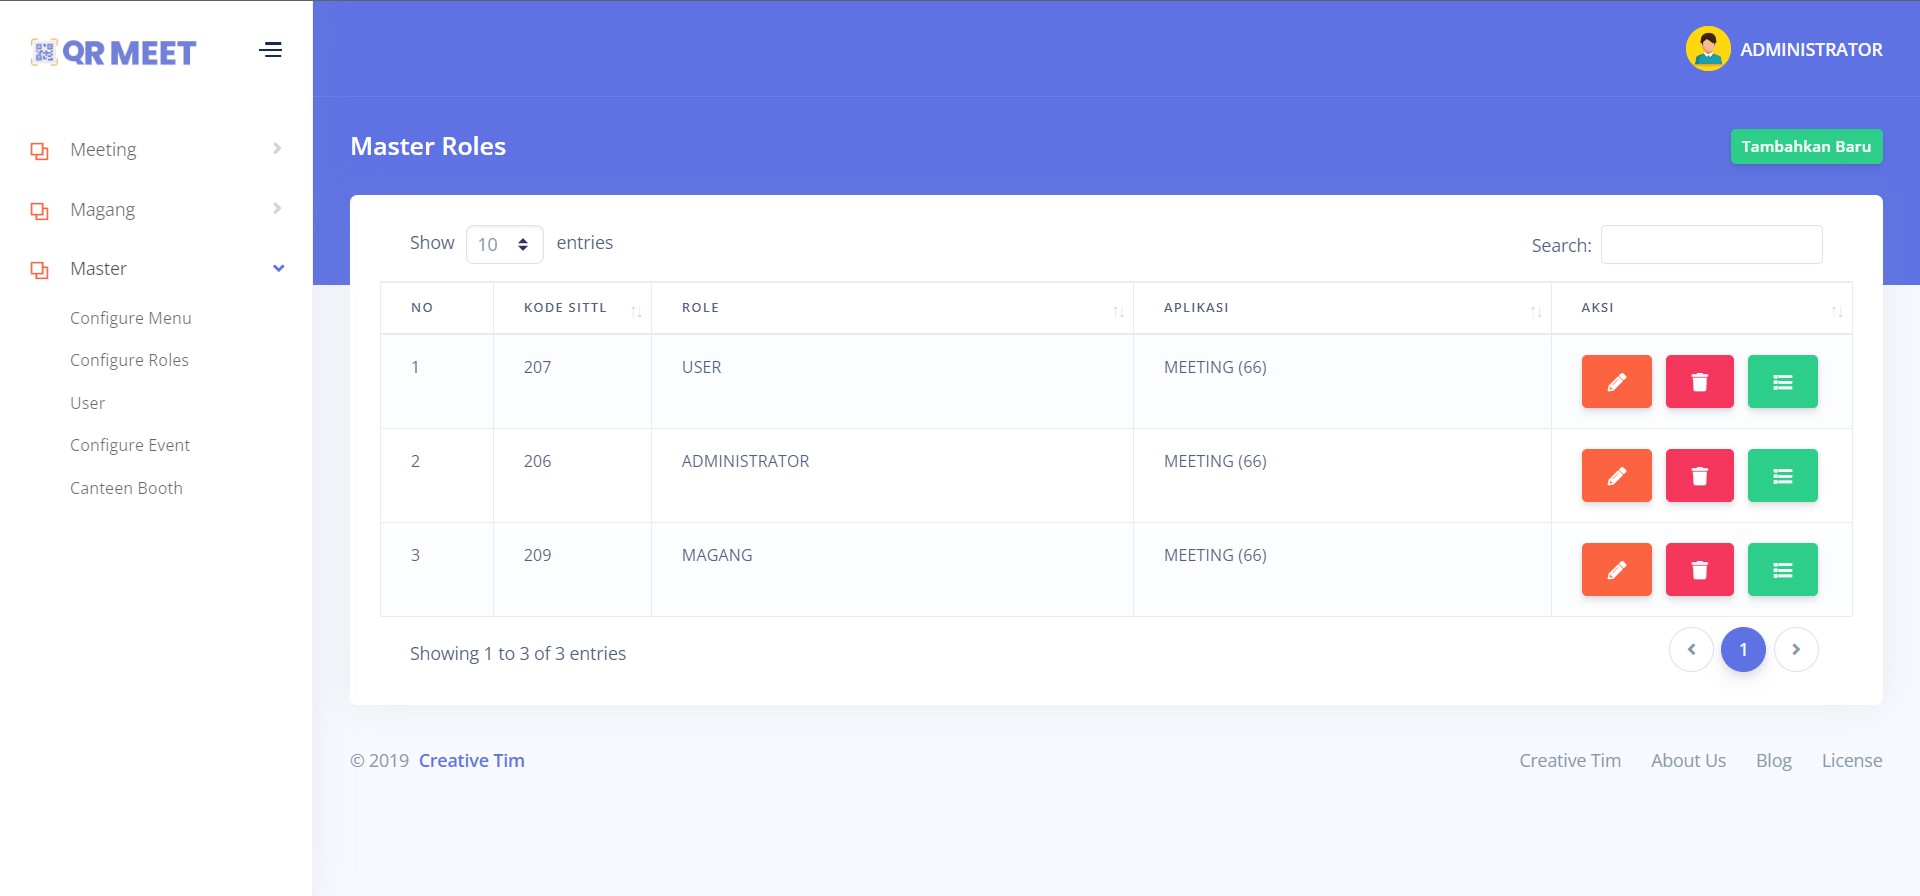 QR MEET
ADMINISTRATOR
Meeting
Magang
Master
Configure Menu
Configure Roles
User
Configure Event
Canteen Booth
Master Roles
Tambahkan Baru
Show 10 entries
Search:
NO KODE SITTL ROLE APLIKASI AKSI
1 207 USER MEETING (66)
2 206 ADMINISTRATOR MEETING (66)
3 209 MAGANG MEETING (66)
Showing 1 to 3 of 3 entries
1
© 2019 Creative Tim
Creative Tim About Us Blog License